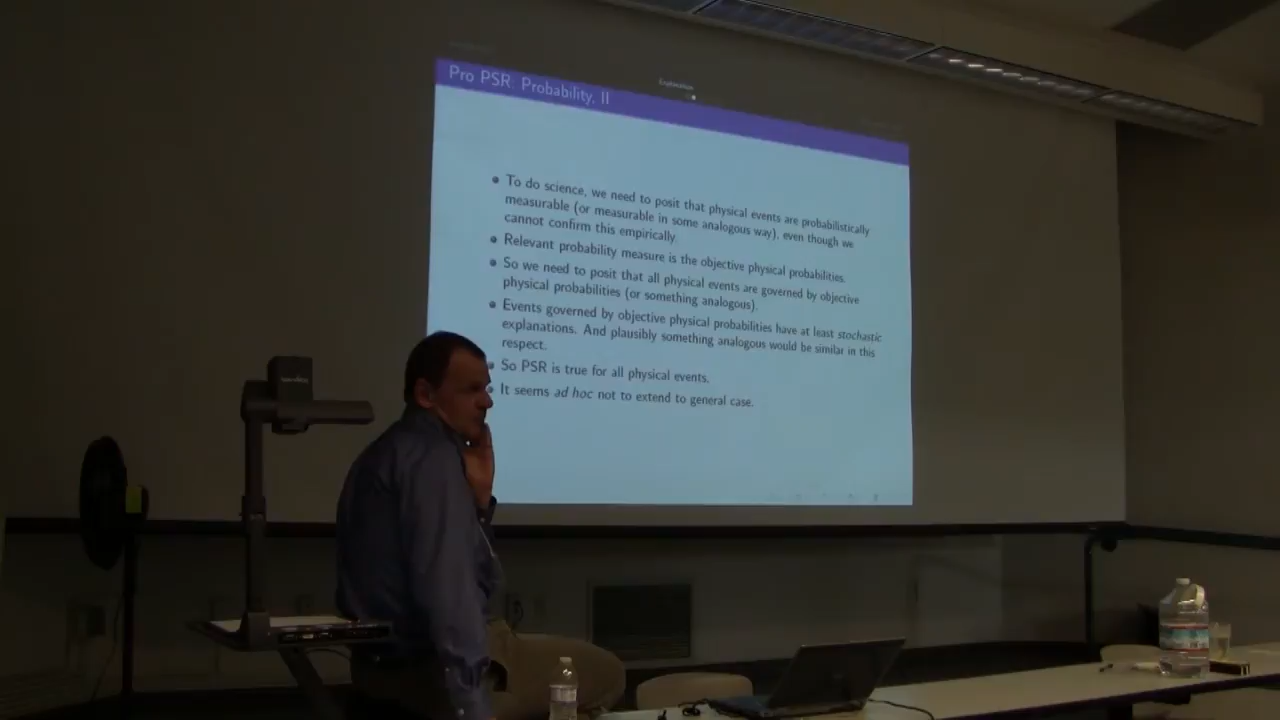 Explanation
Pro PSR: Probability, II
To do science, we need to posit that physical events are probabilistically
measurable (or measurable in some analogous way), even though we
cannot confirm this empirically.
Relevant probability measure is the objective physical probabilities.
So we need to posit that all physical events are governed by objective
physical probabilities (or something analogous).
Events governed by objective physical probabilities have at least stochastic
explanations. And plausibly something analogous would be similar in this
respect.
So PSR is true for all physical events.
It seems ad hoc not to extend to general case.